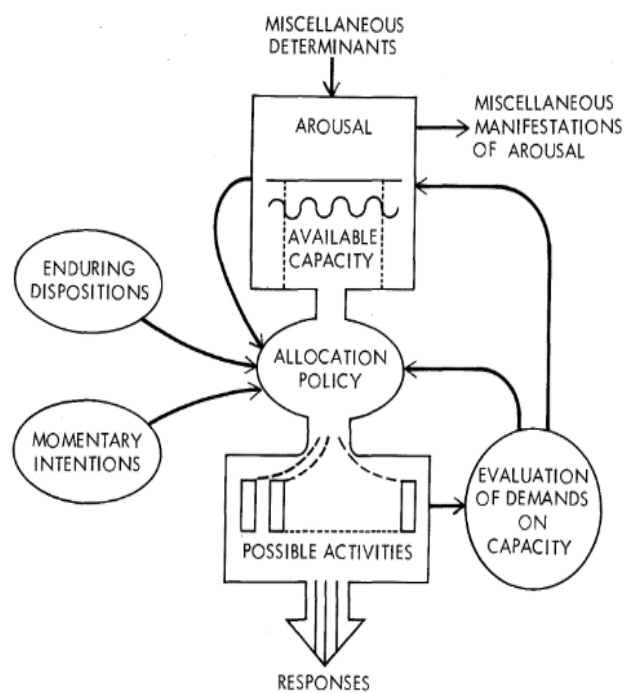 MISCELLANEOUS
DETERMINANTS
AROUSAL
MISCELLANEOUS
MANIFESTATIONS
OF AROUSAL
AVAILABLE
CAPACITY
ENDURING
DISPOSITIONS
ALLOCATION
POLICY
MOMENTARY
INTENTIONS
EVALUATION
OF DEMANDS
ON
CAPACITY
POSSIBLE ACTIVITIES
RESPONSES